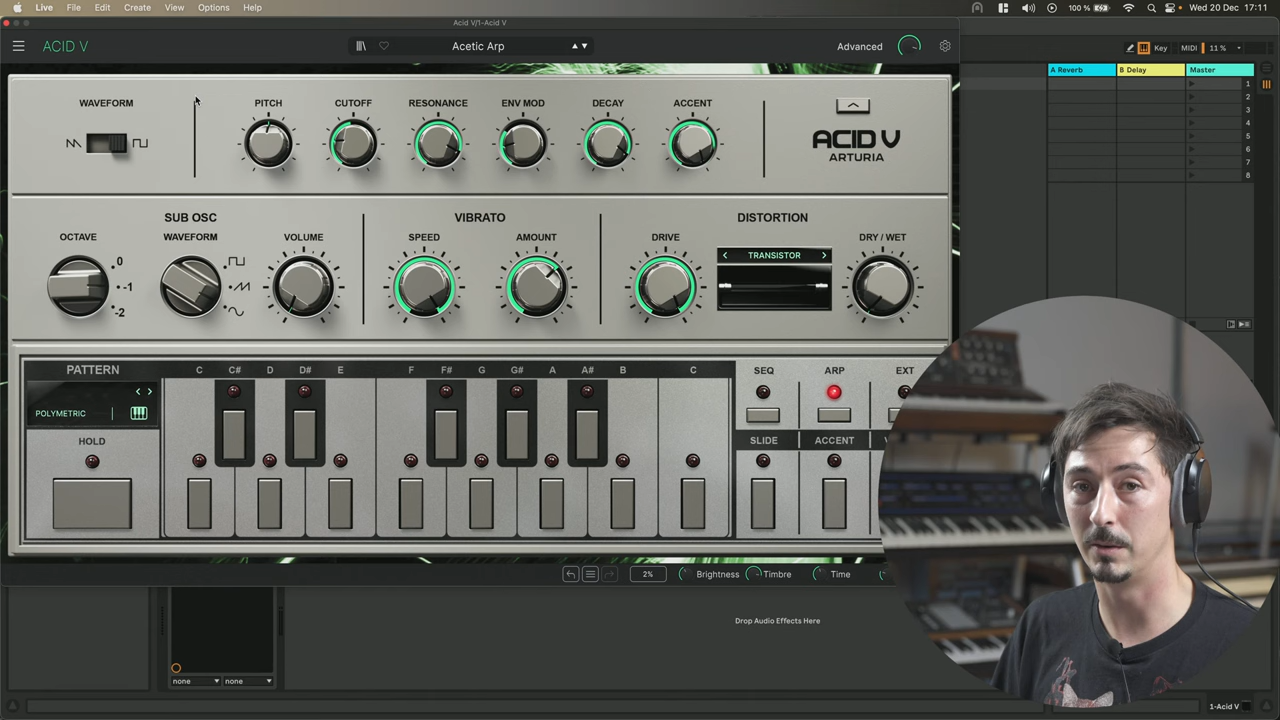 Live File Edit Create View Options Help
100 % Wed 20 Dec 17:11
Acid V/1-Acid V
ACID V
Acetic Arp
Advanced
Key MIDI 11 %
A Reverb B Delay Master
1
2
3
4
5
6
7
8
WAVEFORM PITCH CUTOFF RESONANCE ENV MOD DECAY ACCENT
ACID V
ARTURIA
SUB OSC VIBRATO DISTORTION
OCTAVE WAVEFORM VOLUME SPEED AMOUNT DRIVE DRY / WET
TRANSISTOR
0
-1
-2
PATTERN C C# D D# E F F# G G# A A# B C SEQ ARP EXT
POLYMETRIC
HOLD
SLIDE ACCENT
2% Brightness Timbre Time
Drop Audio Effects Here
none none
1-Acid V